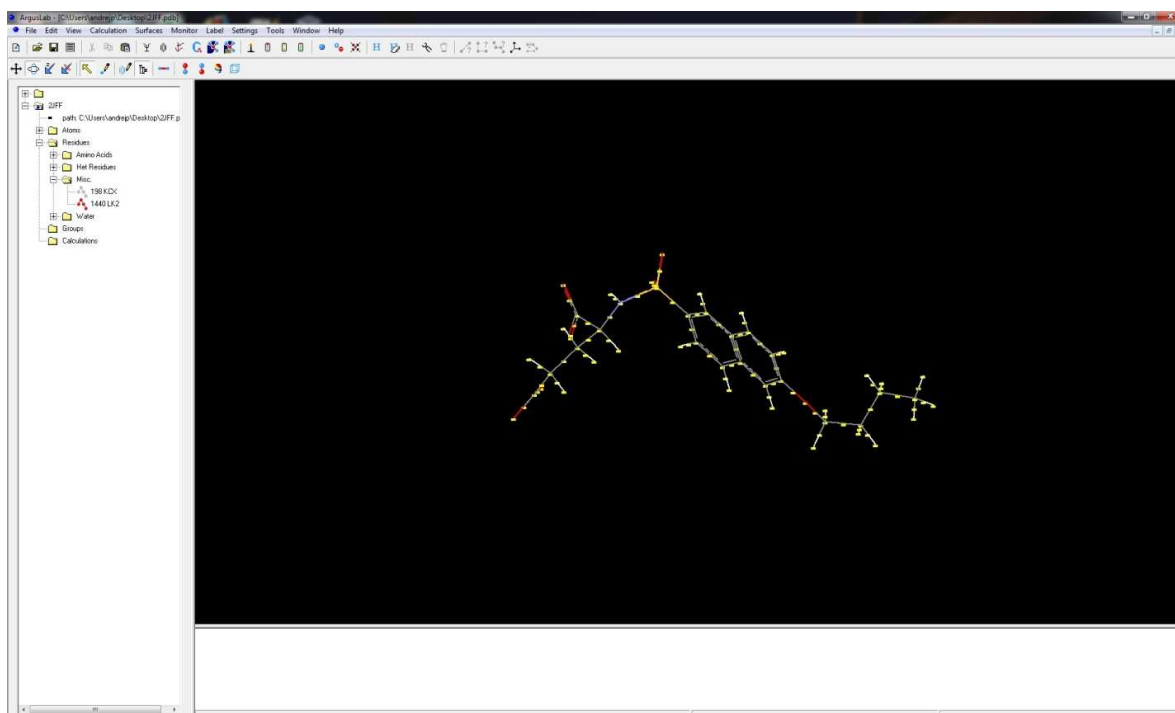 ArgusLab - [C:\Users\andrejp\Desktop\2JFF.pdb]
File Edit View Calculation Surfaces Monitor Label Settings Tools Window Help
2JFF
path: C:\Users\andrejp\Desktop\2JFF.p
Atoms
Residues
Amino Acids
Het Residues
Misc.
198 KCX
1440 LK2
Water
Groups
Calculations